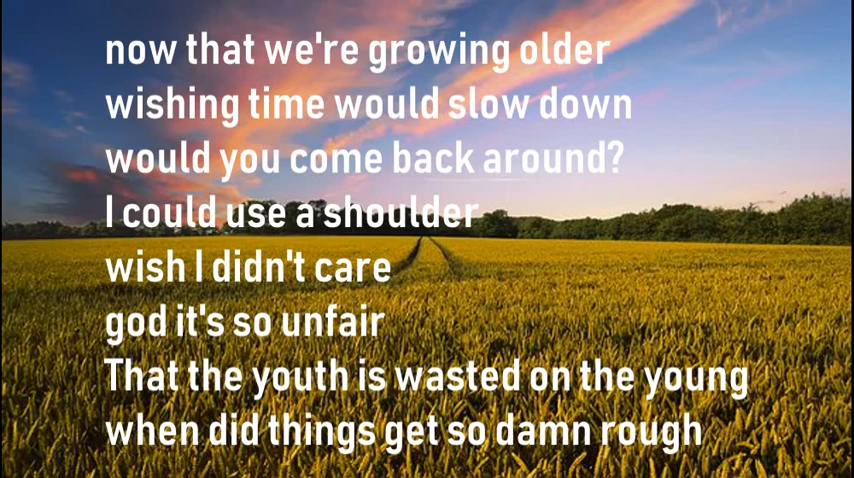 now that we're growing older
wishing time would slow down
would you come back around?
I could use a shoulder
wish I didn't care
god it's so unfair
That the youth is wasted on the young
when did things get so damn rough